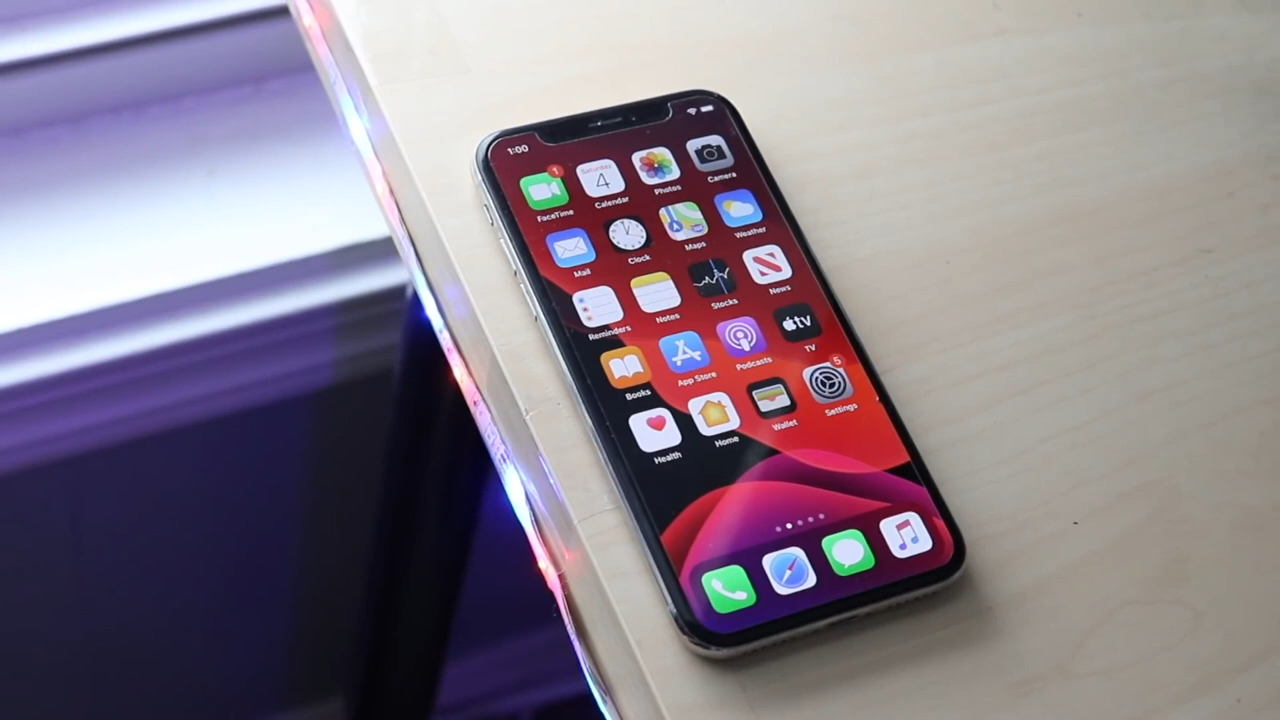 1:00
1
Saturday
4
FaceTime
Calendar
Photos
Camera
Mail
Clock
Maps
Weather
Reminders
Notes
Stocks
News
tv
Books
App Store
Podcasts
TV
5
Health
Home
Wallet
Settings